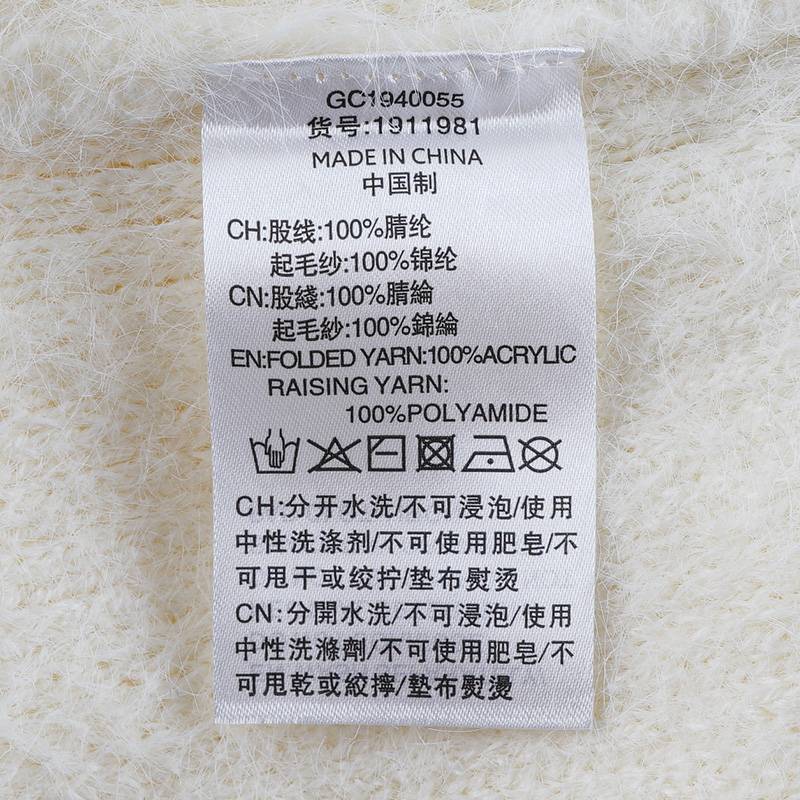 GC1940055
货号:1911981
MADE IN CHINA
中国制
CH:股线:100%腈纶
起毛纱:100%锦纶
CN:股綫:100%腈綸
起毛紗:100%錦綸
EN:FOLDED YARN:100%ACRYLIC
RAISING YARN:
100%POLYAMIDE
CH:分开水洗/不可浸泡/使用
中性洗涤剂/不可使用肥皂/不
可甩干或绞拧/垫布熨烫
CN:分開水洗/不可浸泡/使用
中性洗滌劑/不可使用肥皂/不
可甩乾或絞擰/墊布熨燙